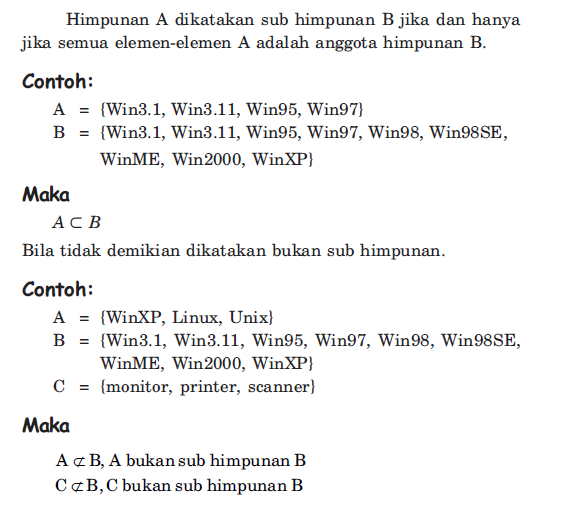 Himpunan A dikatakan sub himpunan B jika dan hanya
jika semua elemen-elemen A adalah anggota himpunan B.
Contoh:
A = {Win3.1, Win3.11, Win95, Win97}
B = {Win3.1, Win3.11, Win95, Win97, Win98, Win98SE,
WinME, Win2000, WinXP}
Maka
A ⊂ B
Bila tidak demikian dikatakan bukan sub himpunan.
Contoh:
A = {WinXP, Linux, Unix}
B = {Win3.1, Win3.11, Win95, Win97, Win98, Win98SE,
WinME, Win2000, WinXP}
C = {monitor, printer, scanner}
Maka
A ⊄ B, A bukan sub himpunan B
C ⊄ B, C bukan sub himpunan B